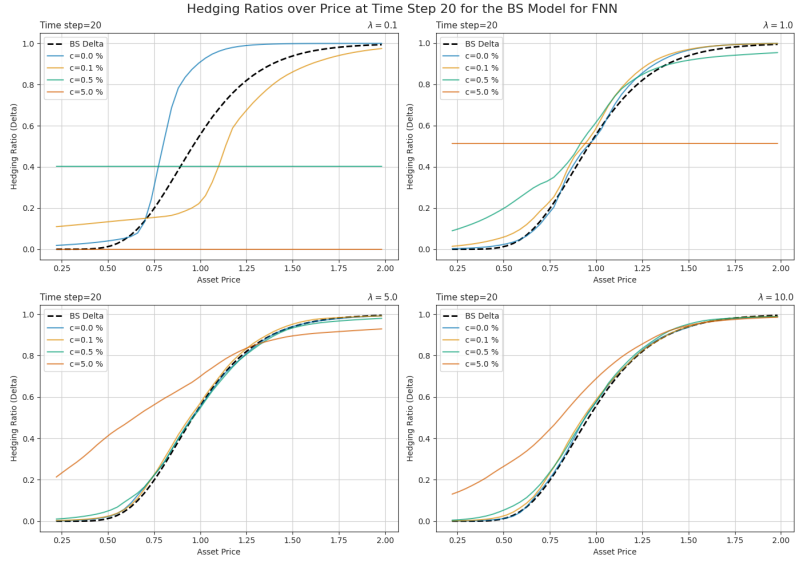 Hedging Ratios over Price at Time Step 20 for the BS Model for FNN
Time step=20
λ = 0.1
1.0
0.8
0.6
0.4
0.2
0.0
Hedging Ratio (Delta)
BS Delta
c=0.0 %
c=0.1 %
c=0.5 %
c=5.0 %
0.25 0.50 0.75 1.00 1.25 1.50 1.75 2.00
Asset Price
Time step=20
λ = 1.0
1.0
0.8
0.6
0.4
0.2
0.0
Hedging Ratio (Delta)
BS Delta
c=0.0 %
c=0.1 %
c=0.5 %
c=5.0 %
0.25 0.50 0.75 1.00 1.25 1.50 1.75 2.00
Asset Price
Time step=20
λ = 5.0
1.0
0.8
0.6
0.4
0.2
0.0
Hedging Ratio (Delta)
BS Delta
c=0.0 %
c=0.1 %
c=0.5 %
c=5.0 %
0.25 0.50 0.75 1.00 1.25 1.50 1.75 2.00
Asset Price
Time step=20
λ = 10.0
1.0
0.8
0.6
0.4
0.2
0.0
Hedging Ratio (Delta)
BS Delta
c=0.0 %
c=0.1 %
c=0.5 %
c=5.0 %
0.25 0.50 0.75 1.00 1.25 1.50 1.75 2.00
Asset Price